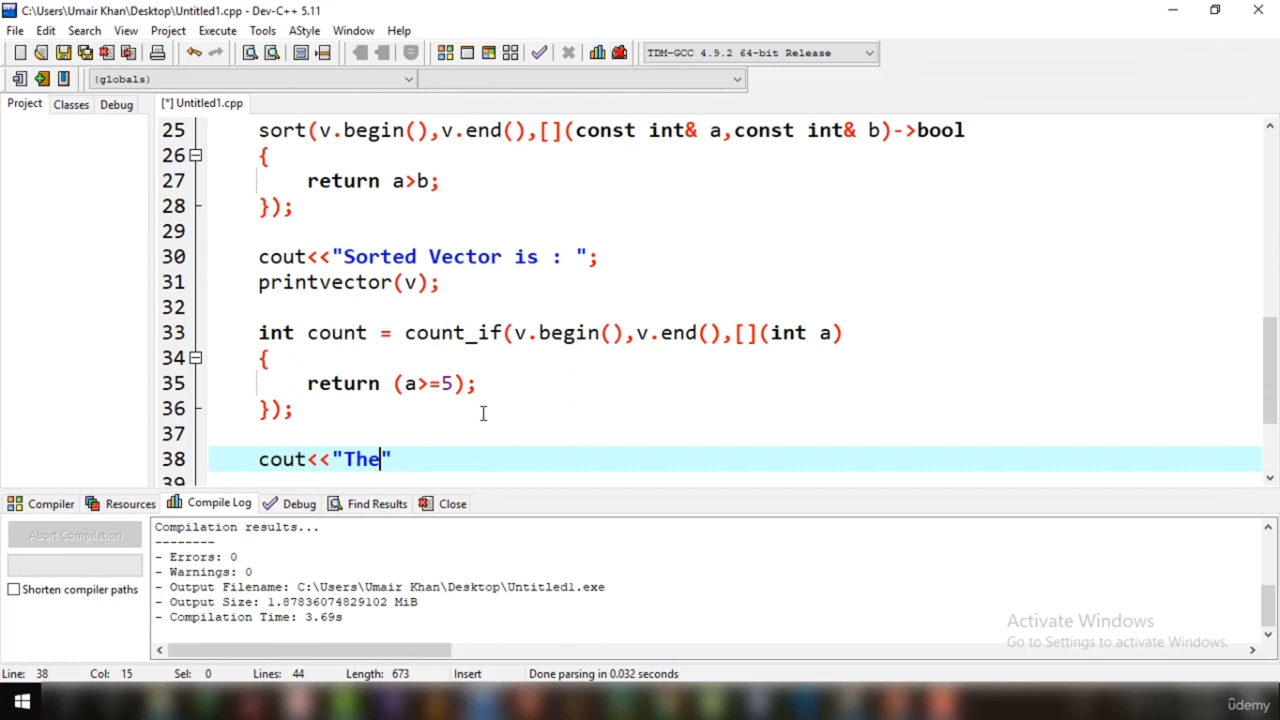 C:\Users\Umair Khan\Desktop\Untitled1.cpp - Dev-C++ 5.11
File Edit Search View Project Execute Tools AStyle Window Help
TDM-GCC 4.9.2 64-bit Release
(globals)
Project Classes Debug [*] Untitled1.cpp
25 sort(v.begin(),v.end(),[](const int& a,const int& b)->bool
26 {
27 return a>b;
28 });
29
30 cout<<"Sorted Vector is : ";
31 printvector(v);
32
33 int count = count_if(v.begin(),v.end(),[](int a)
34 {
35 return (a>=5);
36 });
37
38 cout<<"The"
39
Compiler Resources Compile Log Debug Find Results Close
Abort Compilation
Shorten compiler paths
Compilation results...
--------
- Errors: 0
- Warnings: 0
- Output Filename: C:\Users\Umair Khan\Desktop\Untitled1.exe
- Output Size: 1.87836074829102 MiB
- Compilation Time: 3.69s
Activate Windows
Go to Settings to activate Windows.
Line: 38 Col: 15 Sel: 0 Lines: 44 Length: 673 Insert Done parsing in 0.032 seconds
ûdemy